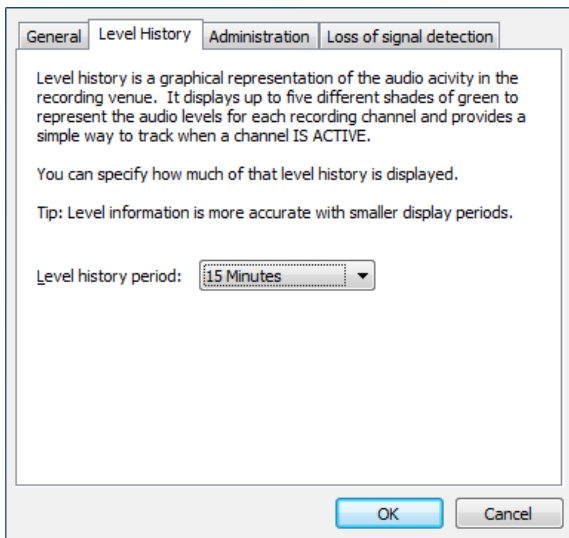 General Level History Administration Loss of signal detection
Level history is a graphical representation of the audio acivity in the
recording venue. It displays up to five different shades of green to
represent the audio levels for each recording channel and provides a
simple way to track when a channel IS ACTIVE.
You can specify how much of that level history is displayed.
Tip: Level information is more accurate with smaller display periods.
Level history period: 15 Minutes
OK Cancel